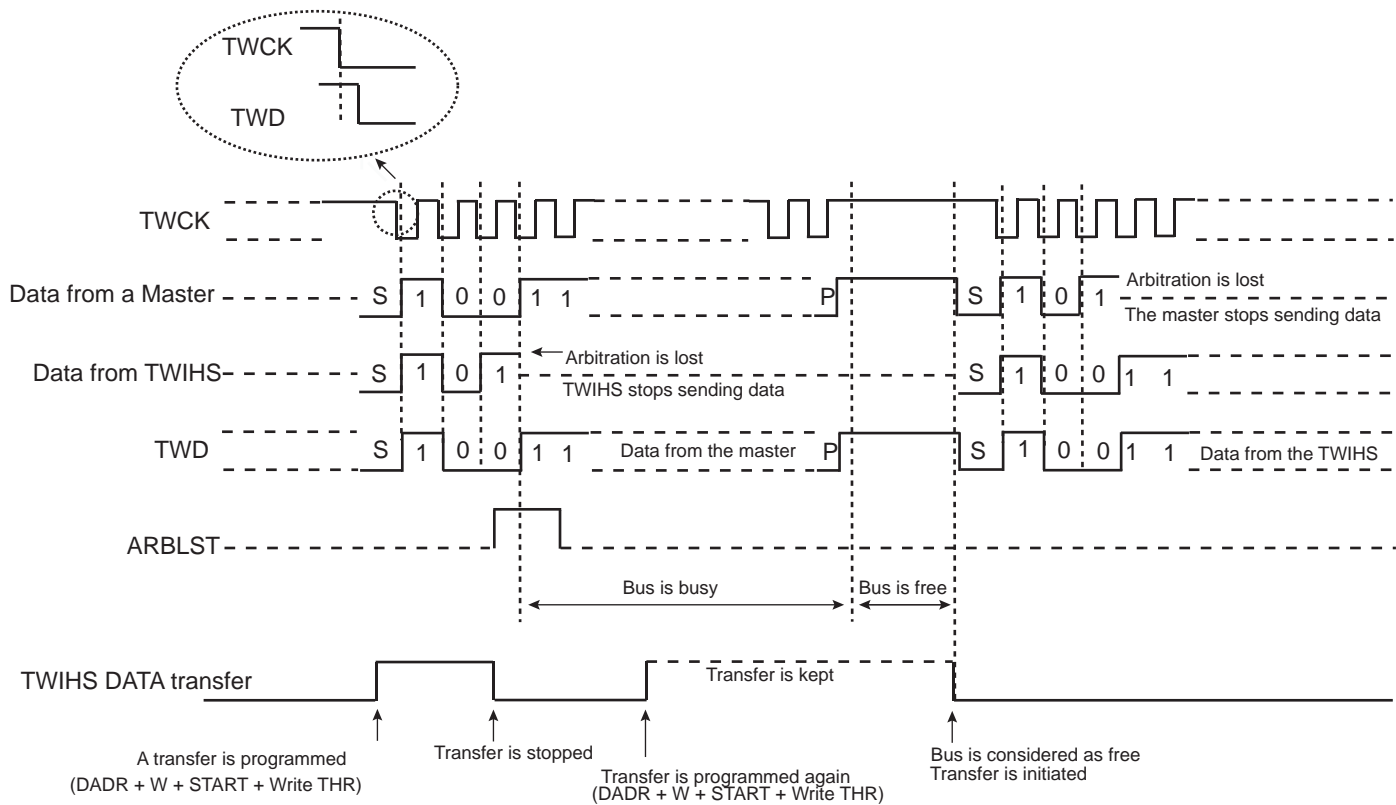 TWCK
TWD
TWCK
Data from a Master S 1 0 0 1 1 P S 1 0 1 Arbitration is lost
The master stops sending data
Data from TWIHS S 1 0 1 Arbitration is lost S 1 0 0 1 1
TWIHS stops sending data
TWD S 1 0 0 1 1 Data from the master P S 1 0 0 1 1 Data from the TWIHS
ARBLST
Bus is busy Bus is free
TWIHS DATA transfer Transfer is kept
A transfer is programmed
(DADR + W + START + Write THR)
Transfer is stopped
Transfer is programmed again
(DADR + W + START + Write THR)
Bus is considered as free
Transfer is initiated